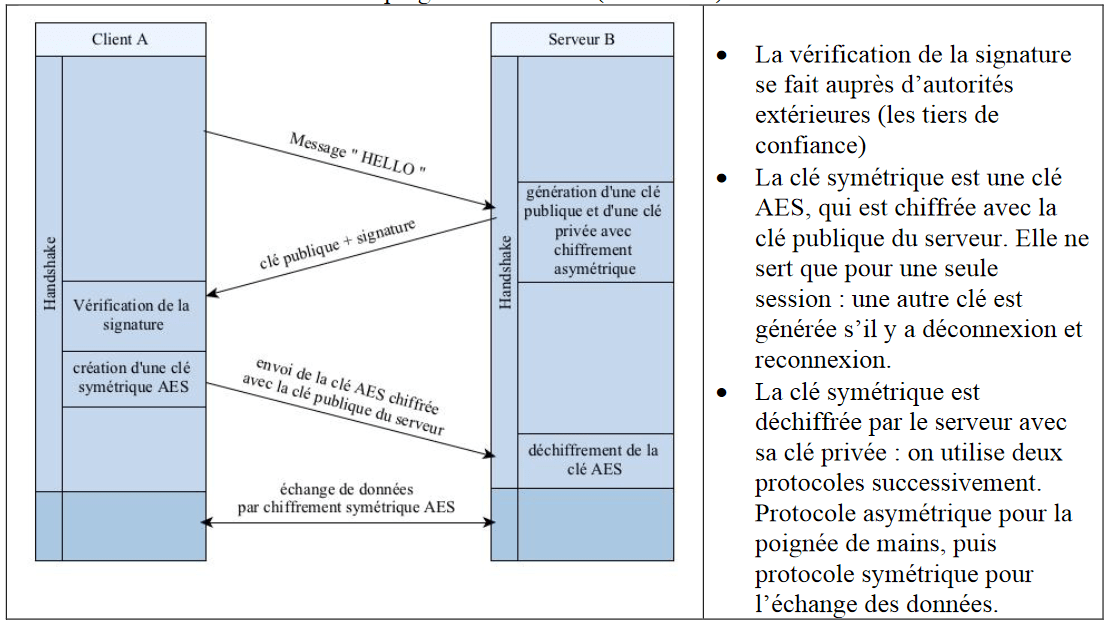 Client A
Serveur B
Handshake
Handshake
Message " HELLO "
génération d'une clé
publique et d'une clé
privée avec
chiffrement
asymétrique
clé publique + signature
Vérification de la
signature
création d'une clé
symétrique AES
envoi de la clé AES chiffrée
avec la clé publique du serveur
déchiffrement de la
clé AES
échange de données
par chiffrement symétrique AES
• La vérification de la signature
se fait auprès d’autorités
extérieures (les tiers de
confiance)
• La clé symétrique est une clé
AES, qui est chiffrée avec la
clé publique du serveur. Elle ne
sert que pour une seule
session : une autre clé est
générée s’il y a déconnexion et
reconnexion.
• La clé symétrique est
déchiffrée par le serveur avec
sa clé privée : on utilise deux
protocoles successivement.
Protocole asymétrique pour la
poignée de mains, puis
protocole symétrique pour
l’échange des données.